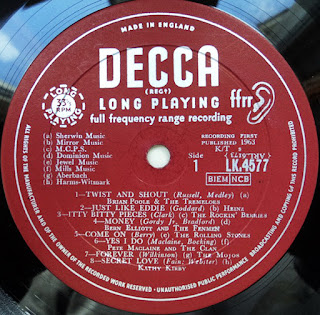 MADE IN ENGLAND
DECCA
(REGD)
LONG PLAYING
ffrr
full frequency range recording
LONG PLAYING
33⅓
RPM
(a) Sherwin Music
(b) Mirror Music
(c) M.C.P.S.
(d) Dominion Music
(e) Jewel Music
(f) Mills Music
(g) Aberbach
(h) Harms-Witmark
RECORDING FIRST
PUBLISHED 1963
K/T
Side
1
LK.4577
BIEM NCB
1—TWIST AND SHOUT (Russell, Medley) (a)
Brian Poole & The Tremeloes
2—JUST LIKE EDDIE (Goddard) (b) Heinz
3—ITTY BITTY PIECES (Clark) (c) The Rockin' Berries
4—MONEY (Gordy Jr., Bradford) (d)
Bern Elliott and The Fenmen
5—COME ON (Berry) (e) The Rolling Stones
6—YES I DO (Maclaine, Bocking) (f)
Pete Maclaine and The Clan
7—FOREVER (Wilkinson) (g) The Mojos
8—SECRET LOVE (Fain; Webster) (h)
Kathy Kirby
ALL RIGHTS OF THE MANUFACTURER AND OF THE OWNER OF THE RECORDED WORK RESERVED · UNAUTHORISED PUBLIC PERFORMANCE, BROADCASTING AND COPYING OF THIS RECORD PROHIBITED